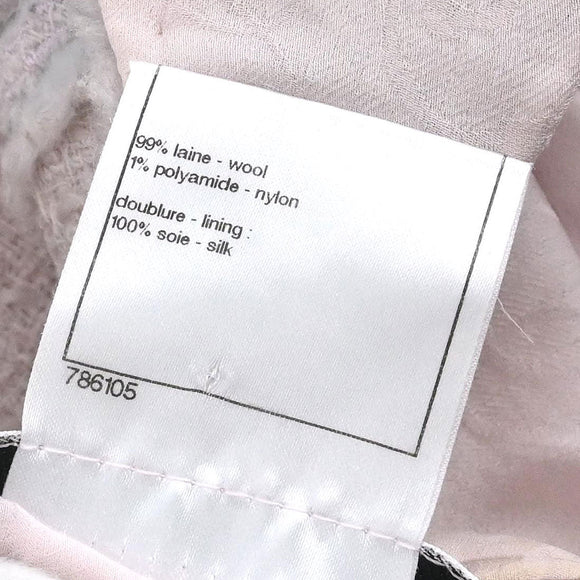 99% laine - wool
1% polyamide - nylon
doublure - lining :
100% soie - silk
786105